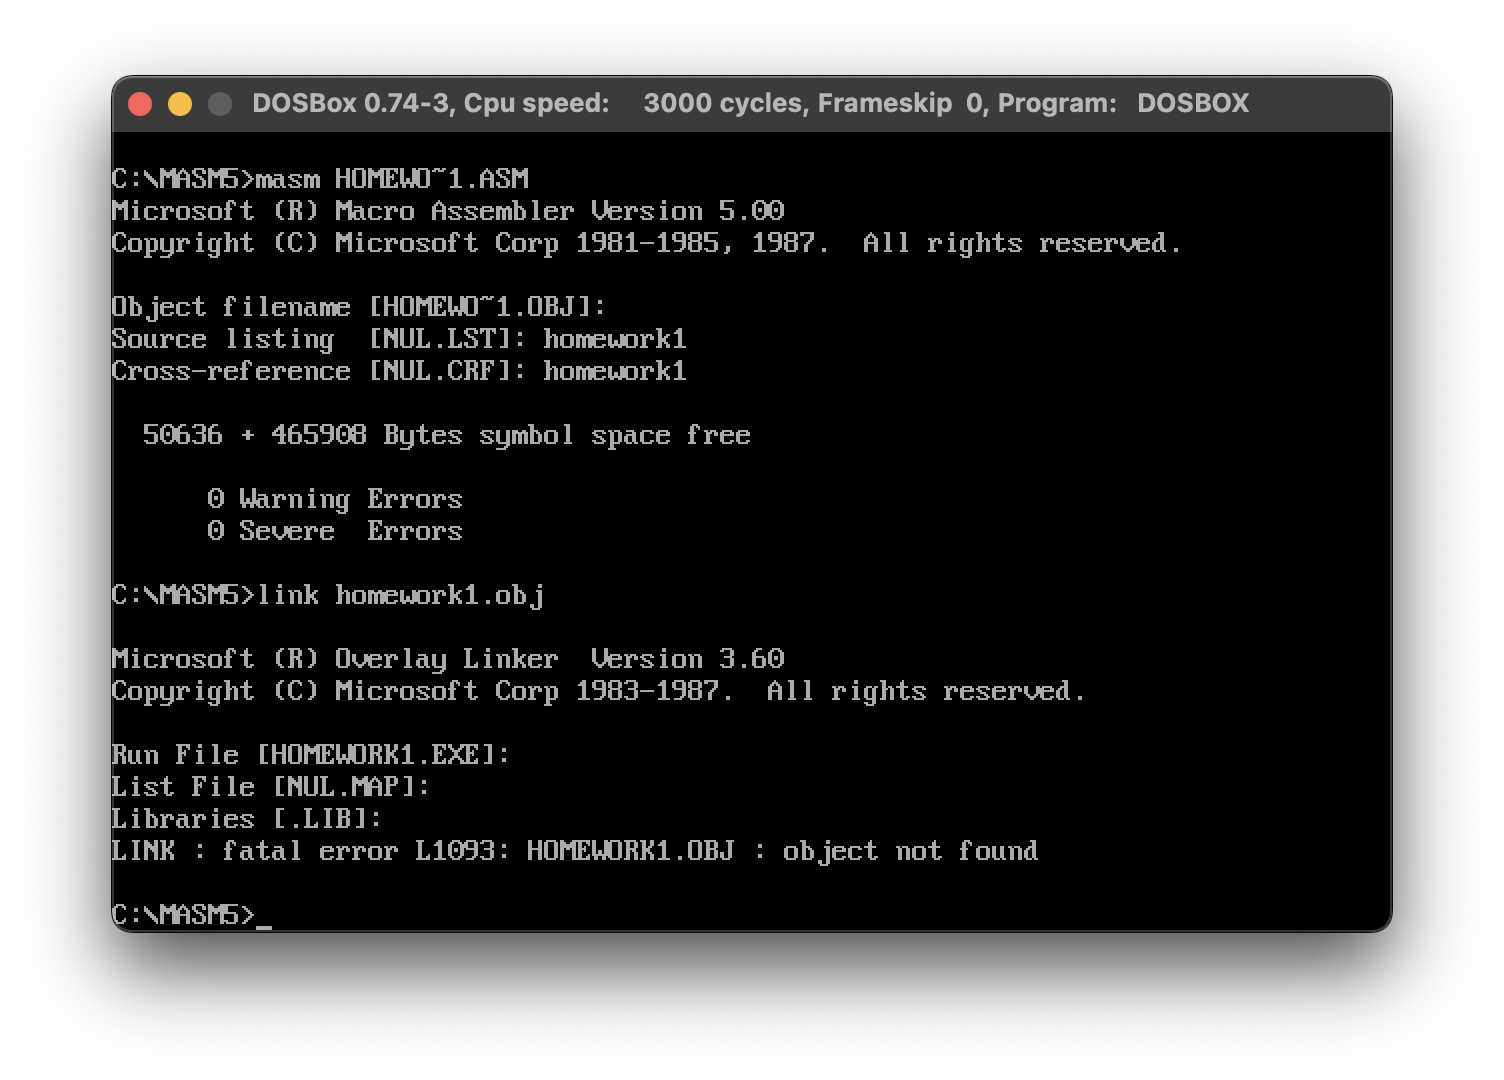 DOSBox 0.74-3, Cpu speed: 3000 cycles, Frameskip 0, Program: DOSBOX
C:\MASM5>masm HOMEWO~1.ASM
Microsoft (R) Macro Assembler Version 5.00
Copyright (C) Microsoft Corp 1981-1985, 1987.  All rights reserved.
Object filename [HOMEWO~1.OBJ]:
Source listing  [NUL.LST]: homework1
Cross-reference [NUL.CRF]: homework1
50636 + 465908 Bytes symbol space free
0 Warning Errors
0 Severe  Errors
C:\MASM5>link homework1.obj
Microsoft (R) Overlay Linker  Version 3.60
Copyright (C) Microsoft Corp 1983-1987.  All rights reserved.
Run File [HOMEWORK1.EXE]:
List File [NUL.MAP]:
Libraries [.LIB]:
LINK : fatal error L1093: HOMEWORK1.OBJ : object not found
C:\MASM5>_